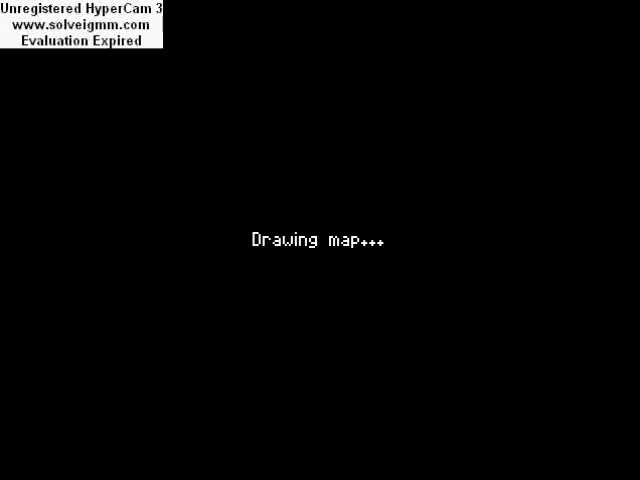 Unregistered HyperCam 3
www.solveigmm.com
Evaluation Expired
Drawing map+++